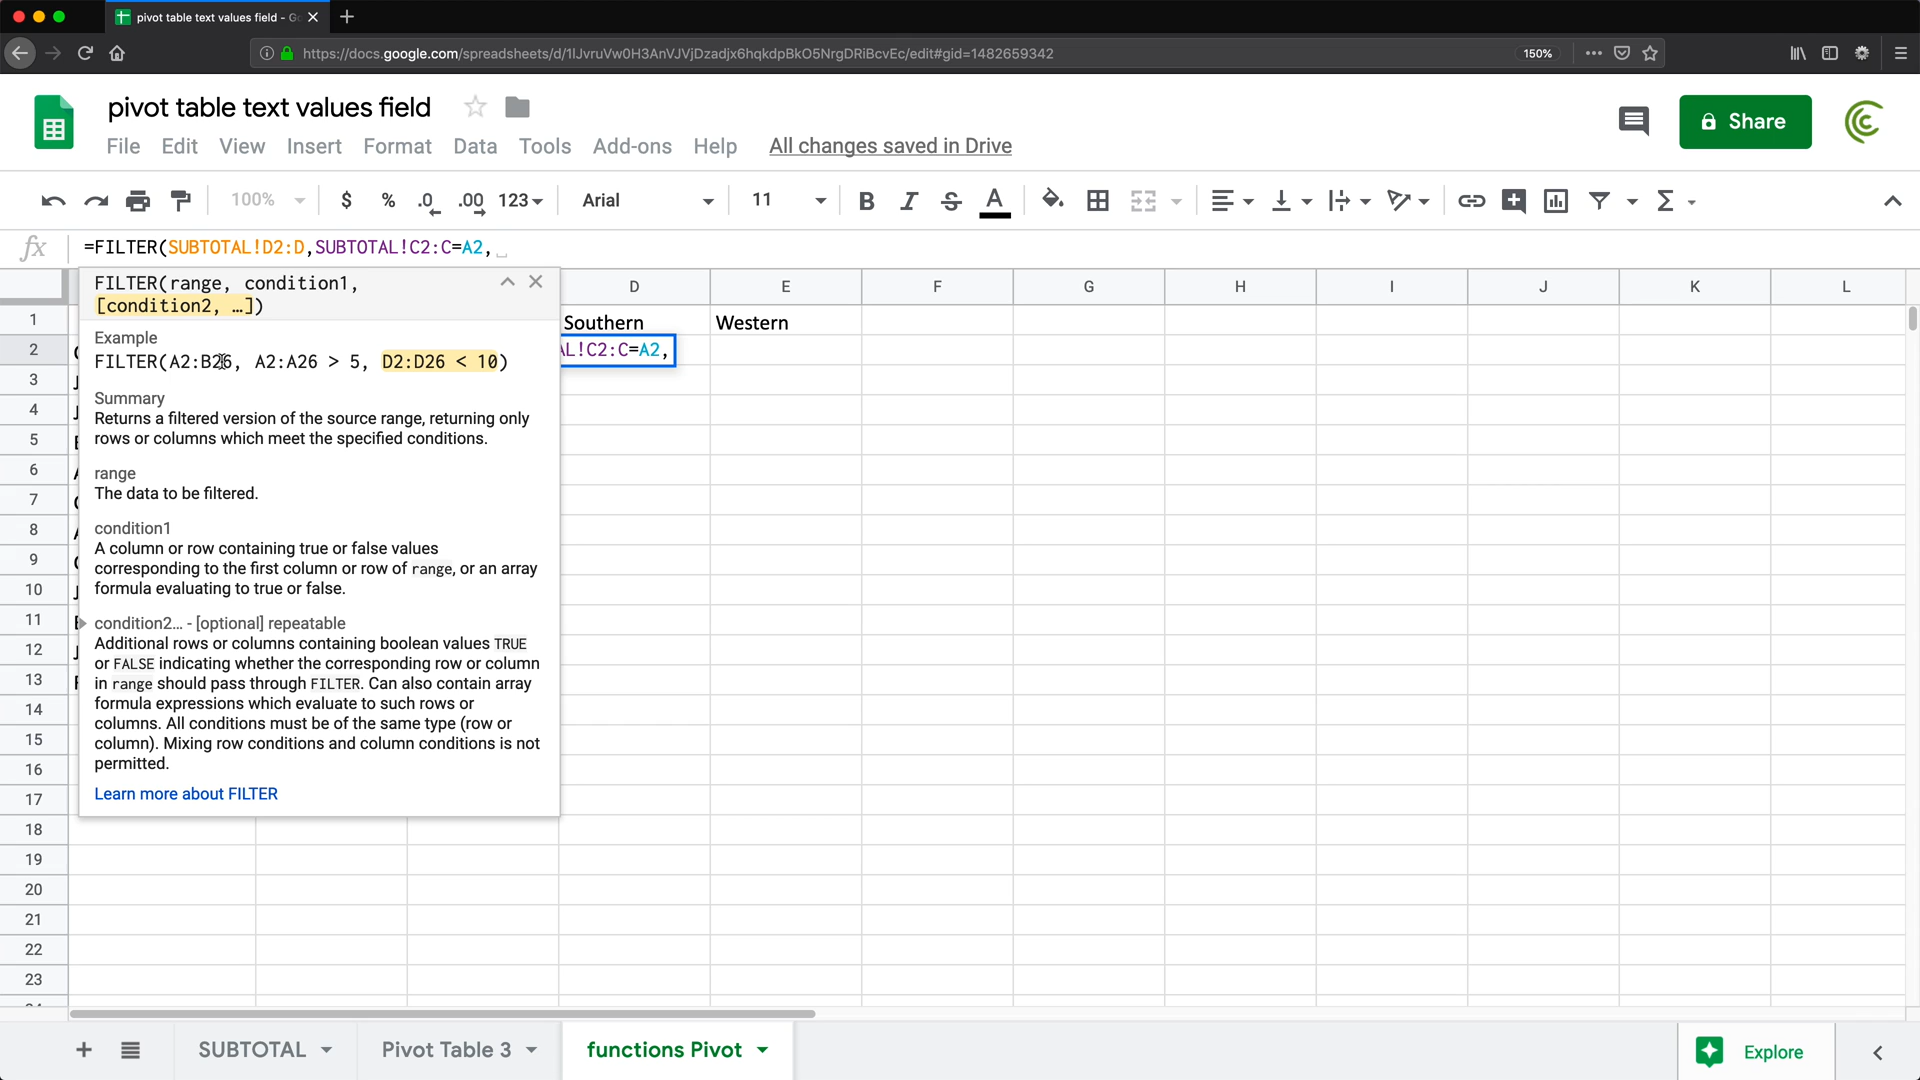 pivot table text values field - Go
https://docs.google.com/spreadsheets/d/1lJvruVw0H3AnVJVjDzadjx6hqkdpBkO5NrgDRiBcvEc/edit#gid=1482659342
150%
pivot table text values field
Share
File Edit View Insert Format Data Tools Add-ons Help All changes saved in Drive
100% $ % .0 .00 123 Arial 11 B I S A
fx =FILTER(SUBTOTAL!D2:D,SUBTOTAL!C2:C=A2,
FILTER(range, condition1,
[condition2, …])
D E F G H I J K L
1 Southern Western
2 AL!C2:C=A2,
Example
FILTER(A2:B26, A2:A26 > 5, D2:D26 < 10)
3
Summary
4
Returns a filtered version of the source range, returning only
rows or columns which meet the specified conditions.
5
6
range
The data to be filtered.
7
condition1
8
A column or row containing true or false values
corresponding to the first column or row of range, or an array
formula evaluating to true or false.
9
10
11
condition2… - [optional] repeatable
Additional rows or columns containing boolean values TRUE
or FALSE indicating whether the corresponding row or column
in range should pass through FILTER. Can also contain array
formula expressions which evaluate to such rows or
columns. All conditions must be of the same type (row or
column). Mixing row conditions and column conditions is not
permitted.
12
13
14
15
16
Learn more about FILTER
17
18
19
20
21
22
23
SUBTOTAL Pivot Table 3 functions Pivot Explore